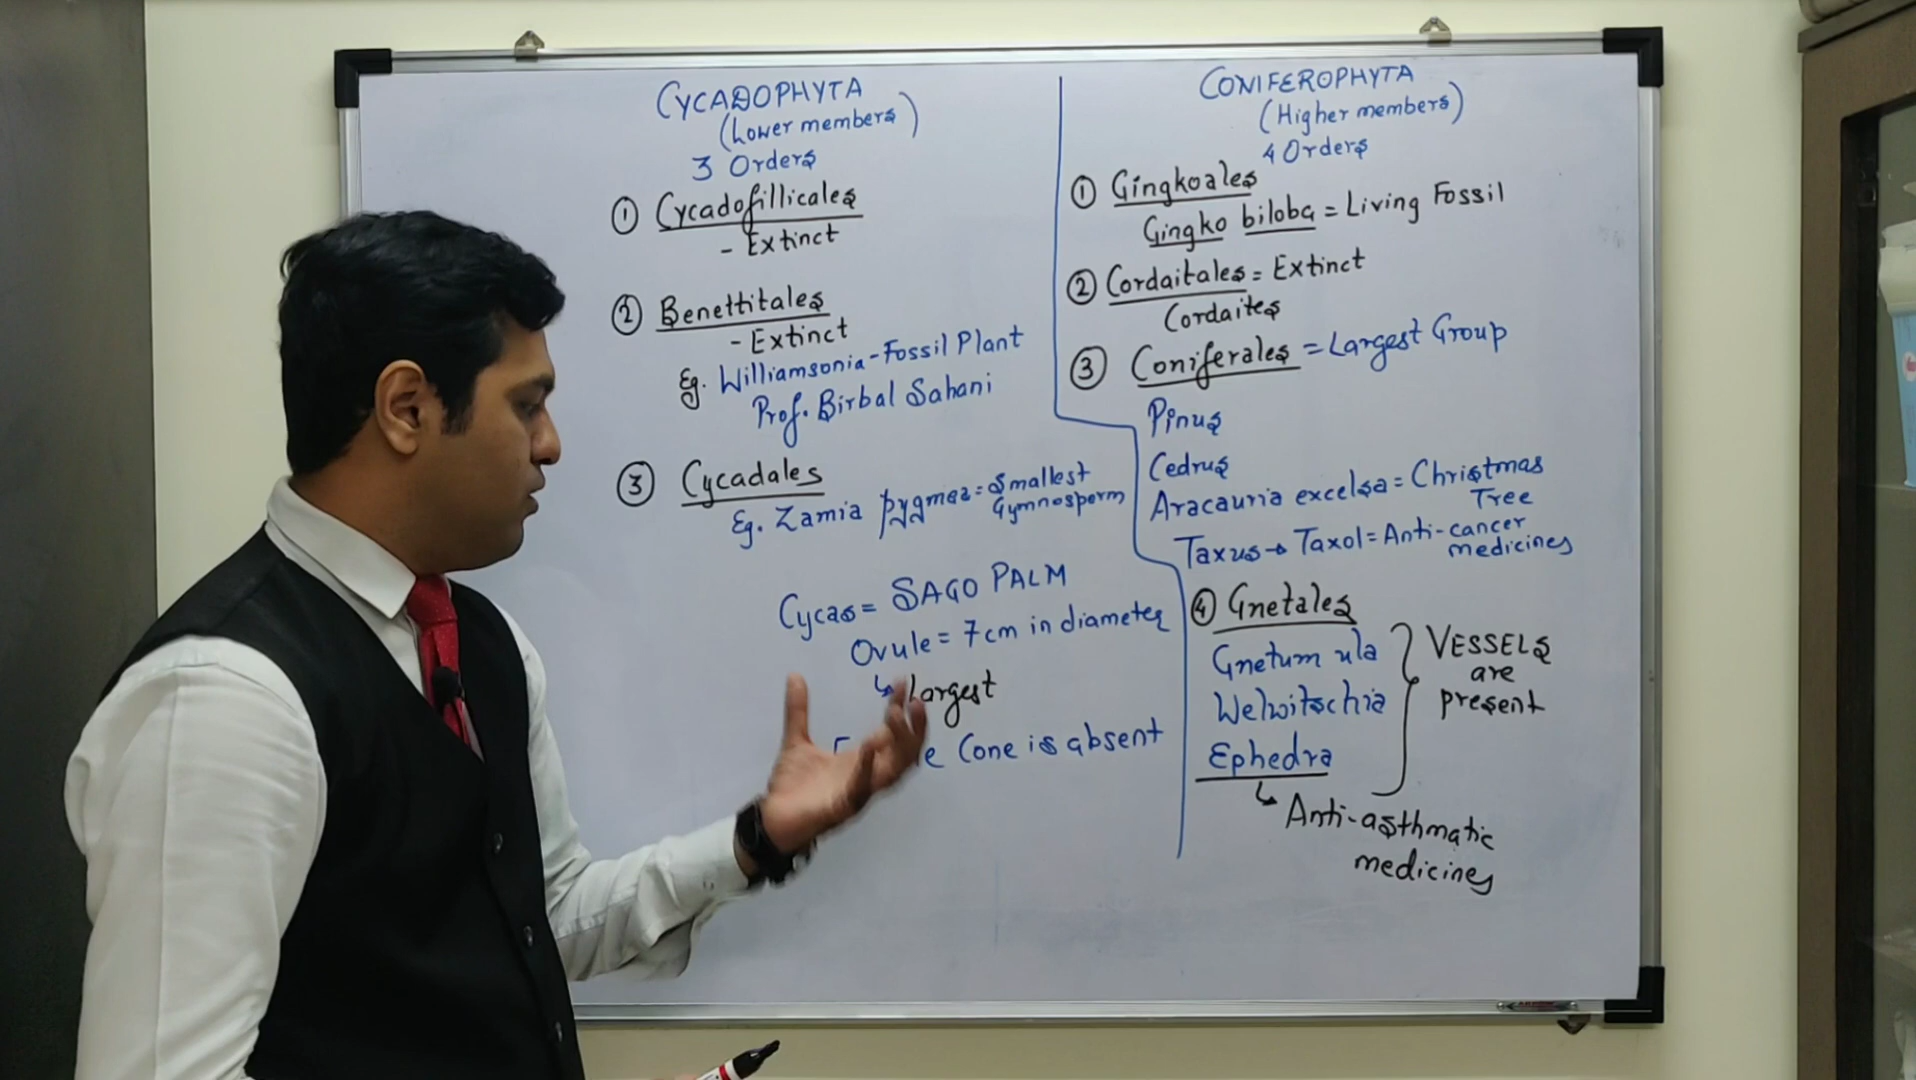 CYCADOPHYTA
(Lower members)
3 Orders
① Cycadofillicales
- Extinct
② Benettitales
- Extinct
Eg. Williamsonia - Fossil Plant
Prof. Birbal Sahani
③ Cycadales
Eg. Zamia pygmea = Smallest
Gymnosperm
Cycas = SAGO PALM
Ovule = 7 cm in diameter
↳ Largest
Cone is absent
CONIFEROPHYTA
(Higher members)
4 Orders
① Gingkoales
Gingko biloba = Living Fossil
② Cordaitales = Extinct
Cordaites
③ Coniferales = Largest Group
Pinus
Cedrus
Aracauria excelsa = Christmas
Tree
Taxus → Taxol = Anti-cancer
medicines
④ Gnetales
Gnetum ula
Welwitschia
Ephedra
VESSELS
are
present
↳ Anti-asthmatic
medicines